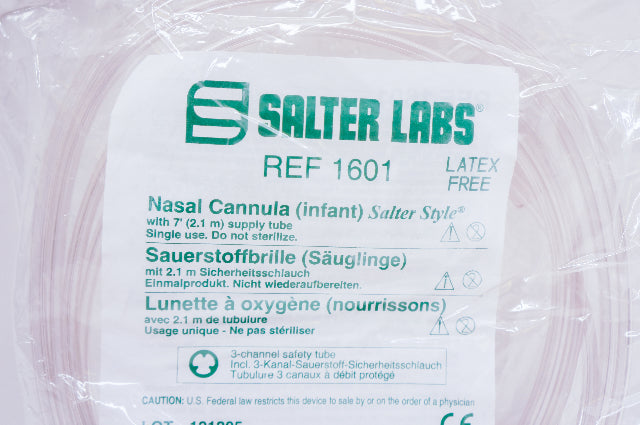 SALTER LABS®
REF 1601
LATEX
FREE
Nasal Cannula (infant) Salter Style®
with 7' (2.1 m) supply tube
Single use. Do not sterilize.
Sauerstoffbrille (Säuglinge)
mit 2.1 m Sicherheitsschlauch
Einmalprodukt. Nicht wiederaufbereiten.
Lunette à oxygène (nourrissons)
avec 2.1 m de tubulure
Usage unique - Ne pas stériliser
3-channel safety tube
Incl. 3-Kanal-Sauerstoff-Sicherheitsschlauch
Tubulure 3 canaux à débit protégé
CAUTION: U.S. Federal law restricts this device to sale by or on the order of a physician
LOT 121205
CE